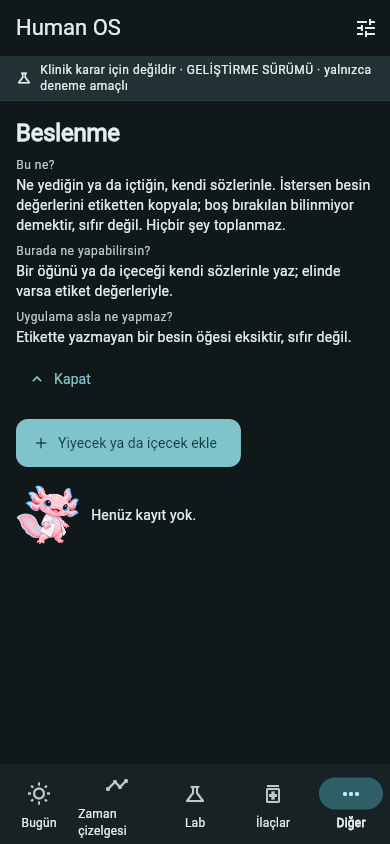 Human OS
Klinik karar için değildir · GELİŞTİRME SÜRÜMÜ · yalnızca
deneme amaçlı
Beslenme
Bu ne?
Ne yediğin ya da içtiğin, kendi sözlerinle. İstersen besin
değerlerini etiketten kopyala; boş bırakılan bilinmiyor
demektir, sıfır değil. Hiçbir şey toplanmaz.
Burada ne yapabilirsin?
Bir öğünü ya da içeceği kendi sözlerinle yaz; elinde
varsa etiket değerleriyle.
Uygulama asla ne yapmaz?
Etikette yazmayan bir besin öğesi eksiktir, sıfır değil.
Kapat
Yiyecek ya da içecek ekle
Henüz kayıt yok.
Bugün
Zaman
çizelgesi
Lab
İlaçlar
Diğer